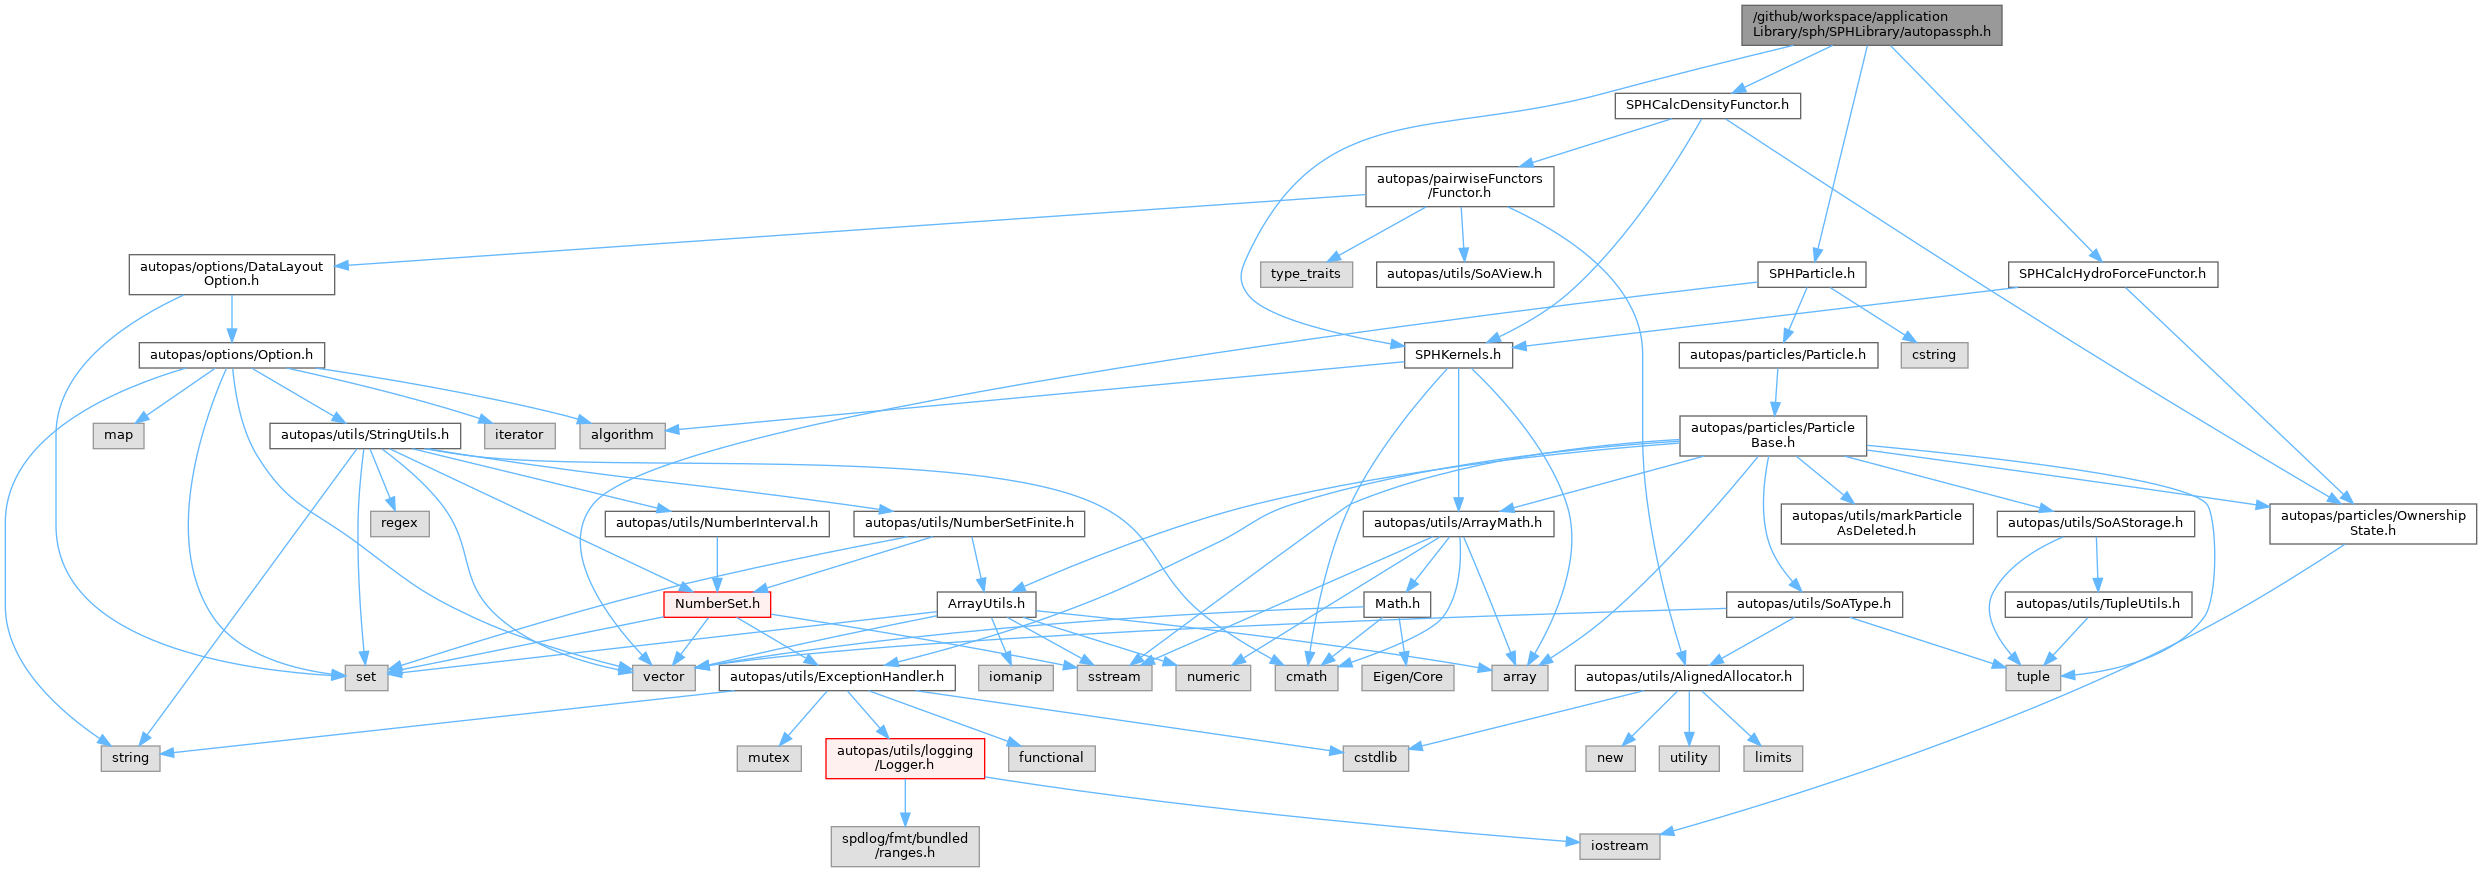 /github/workspace/application
Library/sph/SPHLibrary/autopassph.h
SPHCalcDensityFunctor.h
autopas/pairwiseFunctors
/Functor.h
autopas/options/DataLayout
Option.h
type_traits
autopas/utils/SoAView.h
SPHParticle.h
SPHCalcHydroForceFunctor.h
autopas/options/Option.h
SPHKernels.h
autopas/particles/Particle.h
cstring
map
autopas/utils/StringUtils.h
iterator
algorithm
autopas/particles/Particle
Base.h
regex
autopas/utils/NumberInterval.h
autopas/utils/NumberSetFinite.h
autopas/utils/ArrayMath.h
autopas/utils/markParticle
AsDeleted.h
autopas/utils/SoAStorage.h
autopas/particles/Ownership
State.h
NumberSet.h
ArrayUtils.h
Math.h
autopas/utils/SoAType.h
autopas/utils/TupleUtils.h
set
vector
autopas/utils/ExceptionHandler.h
iomanip
sstream
numeric
cmath
Eigen/Core
array
autopas/utils/AlignedAllocator.h
tuple
string
mutex
autopas/utils/logging
/Logger.h
functional
cstdlib
new
utility
limits
spdlog/fmt/bundled
/ranges.h
iostream